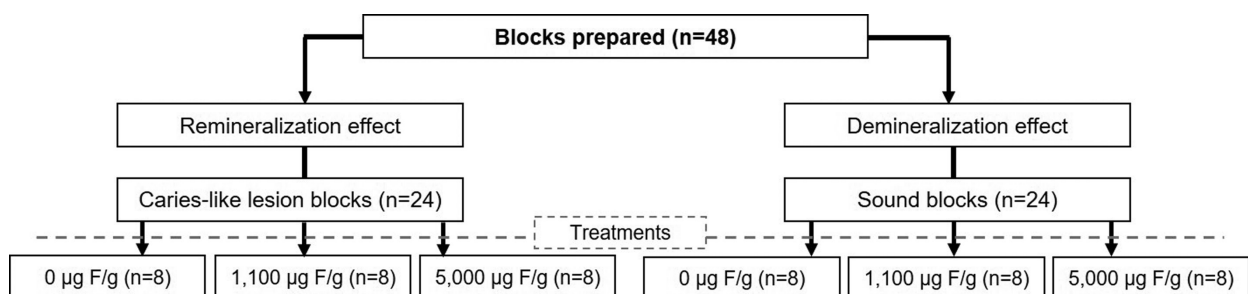 Blocks prepared (n=48)
Remineralization effect
Demineralization effect
Caries-like lesion blocks (n=24)
Sound blocks (n=24)
Treatments
0 µg F/g (n=8)
1,100 µg F/g (n=8)
5,000 µg F/g (n=8)
0 µg F/g (n=8)
1,100 µg F/g (n=8)
5,000 µg F/g (n=8)